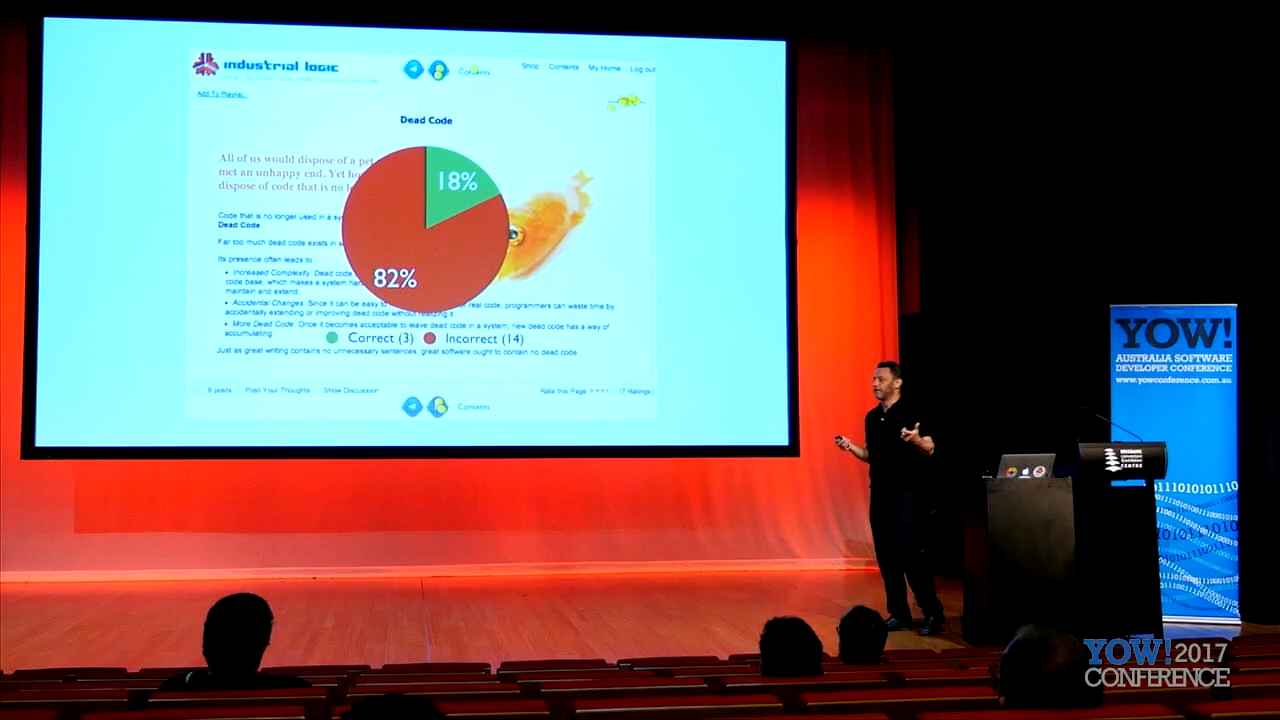 industrial logic
Contents
Shop Contents My Home Log out
Add To Playlist...
Dead Code
All of us would dispose of a pet
met an unhappy end. Yet
dispose of code that is no
18%
82%
Code that is no longer used in a
Dead Code.
Far too much dead code exists in
Its presence often leads to:
• Increased Complexity. Dead code
code base, which makes a system
maintain and extend.
• Accidental Changes. Since it can be easy to real code, programmers can waste time by
accidentally extending or improving dead code without realizing it.
• More Dead Code. Once it becomes acceptable to leave dead code in a system, new dead code has a way of
accumulating.
Correct (3) Incorrect (14)
Just as great writing contains no unnecessary sentences, great software ought to contain no dead code.
9 posts | Post Your Thoughts | Show Discussion
Rate this Page (7 Ratings)
Contents
YOW!
AUSTRALIA SOFTWARE
DEVELOPER CONFERENCE
www.yowconference.com.au
BRISBANE
CENTRE
YOW! 2017
CONFERENCE